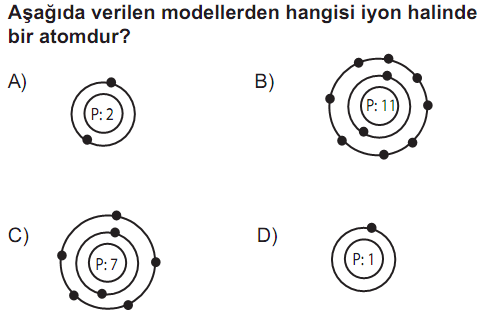 Aşağıda verilen modellerden hangisi iyon halinde
bir atomdur?
A)
P: 2
B)
P: 11
C)
P: 7
D)
P: 1